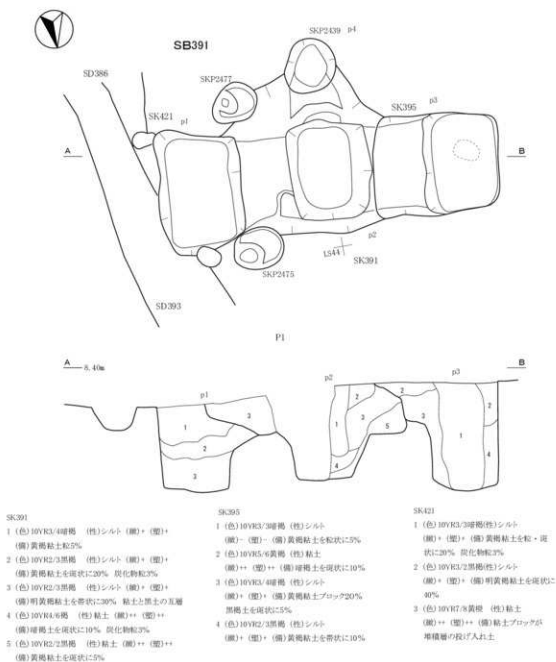 SB391
SKP2439 p4
SD386
SKP2477
SK421
p1
SK395
p3
A
B
p2
LS44
SK391
SKP2475
SD393
P1
A 8.40m
B
p1
p2
p3
1
2
3
3
1
2
3
4
5
2
3
1
2
4
SK391
1 (色)10YR3/4暗褐 (性)シルト (緻)+ (塑)+
(備)黄褐粘土粒5%
2 (色)10YR2/3黒褐 (性)シルト (緻)+ (塑)+
(備)黄褐粘土を斑状に20% 炭化物粒3%
3 (色)10YR2/3黒褐 (性)シルト (緻)+ (塑)+
(備)明黄褐粘土を帯状に30% 粘土と黒土の互層
4 (色)10YR4/6褐 (性)粘土 (緻)++ (塑)++
(備)暗褐土を斑状に10% 炭化物粒3%
5 (色)10YR2/2黒褐 (性)粘土 (緻)++ (塑)++
(備)黄褐粘土を斑状に5%
SK395
1 (色)10YR3/3暗褐 (性)シルト
(緻)- (塑)- (備)黄褐粘土を粒状に5%
2 (色)10YR5/6黄褐 (性)粘土
(緻)++ (塑)++ (備)暗褐土を斑状に10%
3 (色)10YR3/4暗褐 (性)シルト
(緻)+ (塑)+ (備)黄褐粘土ブロック20%
黒褐土を斑状に5%
4 (色)10YR2/3黒褐 (性)シルト
(緻)+ (塑)+ (備)黄褐粘土を帯状に10%
SK421
1 (色)10YR3/3暗褐(性)シルト
(緻)+ (塑)+ (備)黄褐粘土を粒・斑
状に20% 炭化物粒3%
2 (色)10YR3/2黒褐(性)シルト
(緻)+ (塑)+ (備)明黄褐粘土を斑状に
40%
3 (色)10YR7/8黄橙 (性)粘土
(緻)++ (塑)++ (備)粘土ブロックが
堆積層の投げ入れ土